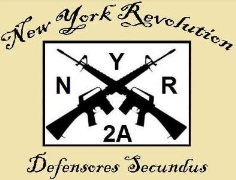 New York Revolution
Y
N R
2A
Defensores Secundus